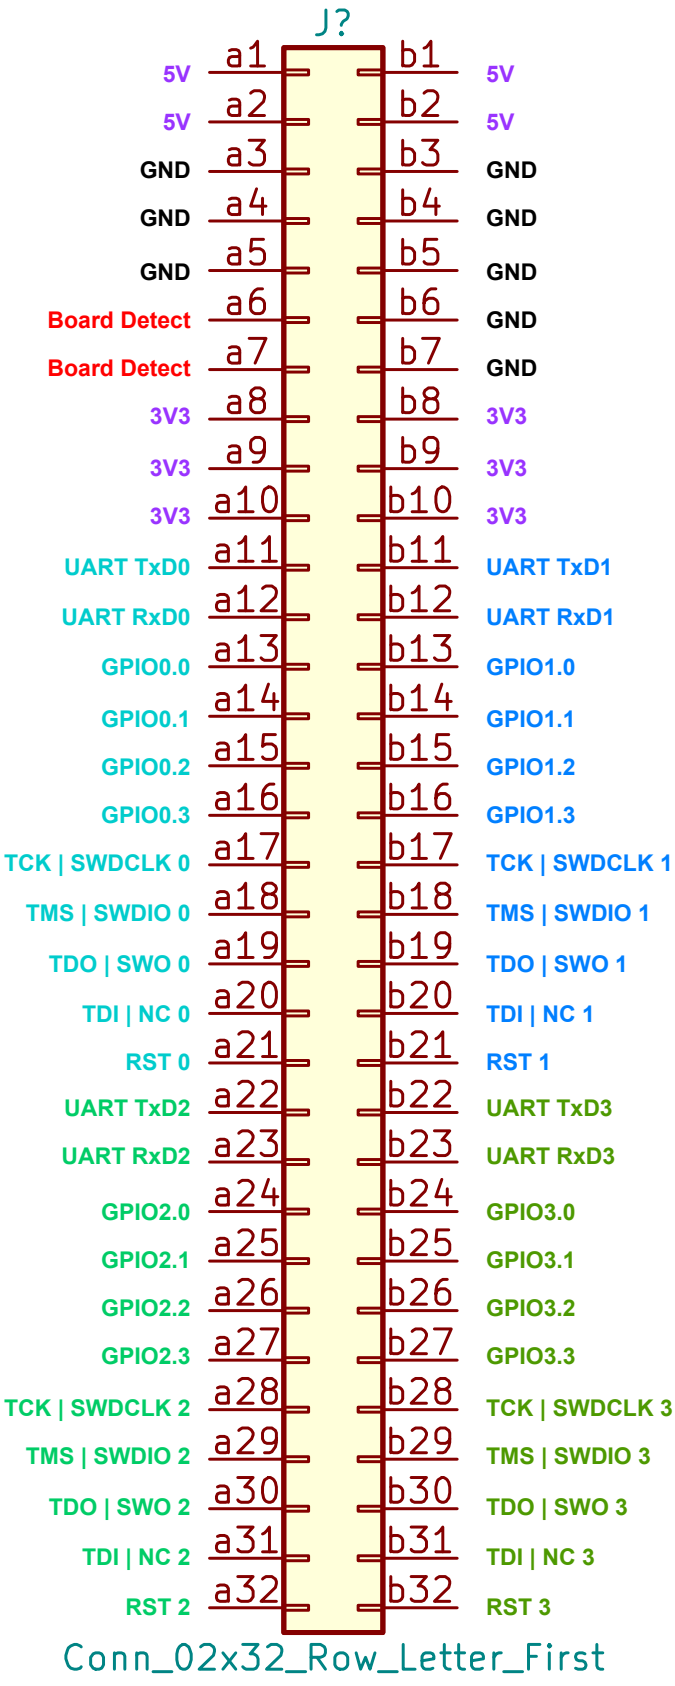 J?
5V a1 b1 5V
5V a2 b2 5V
GND a3 b3 GND
GND a4 b4 GND
GND a5 b5 GND
Board Detect a6 b6 GND
Board Detect a7 b7 GND
3V3 a8 b8 3V3
3V3 a9 b9 3V3
3V3 a10 b10 3V3
UART TxD0 a11 b11 UART TxD1
UART RxD0 a12 b12 UART RxD1
GPIO0.0 a13 b13 GPIO1.0
GPIO0.1 a14 b14 GPIO1.1
GPIO0.2 a15 b15 GPIO1.2
GPIO0.3 a16 b16 GPIO1.3
TCK | SWDCLK 0 a17 b17 TCK | SWDCLK 1
TMS | SWDIO 0 a18 b18 TMS | SWDIO 1
TDO | SWO 0 a19 b19 TDO | SWO 1
TDI | NC 0 a20 b20 TDI | NC 1
RST 0 a21 b21 RST 1
UART TxD2 a22 b22 UART TxD3
UART RxD2 a23 b23 UART RxD3
GPIO2.0 a24 b24 GPIO3.0
GPIO2.1 a25 b25 GPIO3.1
GPIO2.2 a26 b26 GPIO3.2
GPIO2.3 a27 b27 GPIO3.3
TCK | SWDCLK 2 a28 b28 TCK | SWDCLK 3
TMS | SWDIO 2 a29 b29 TMS | SWDIO 3
TDO | SWO 2 a30 b30 TDO | SWO 3
TDI | NC 2 a31 b31 TDI | NC 3
RST 2 a32 b32 RST 3
Conn_02x32_Row_Letter_First